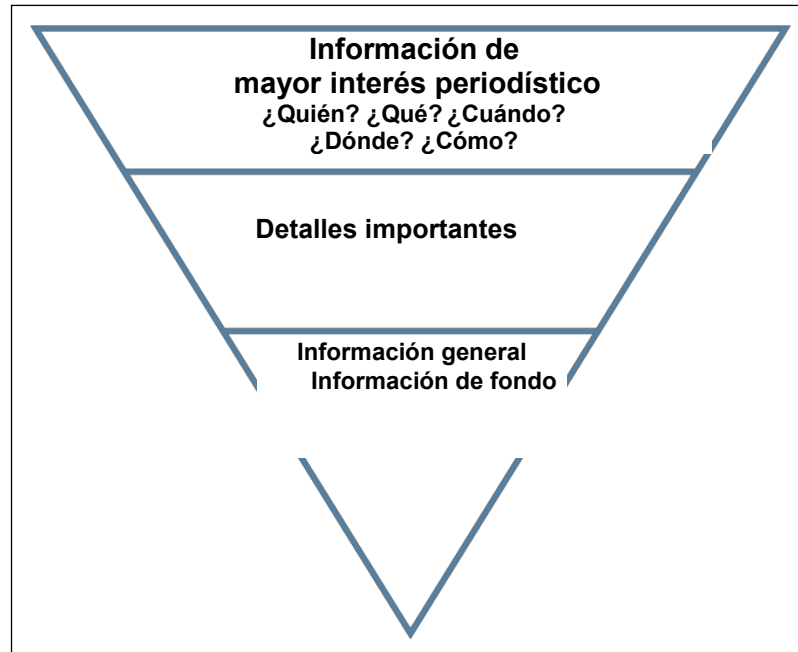 Información de
mayor interés periodístico
¿Quién? ¿Qué? ¿Cuándo?
¿Dónde? ¿Cómo?
Detalles importantes
Información general
Información de fondo